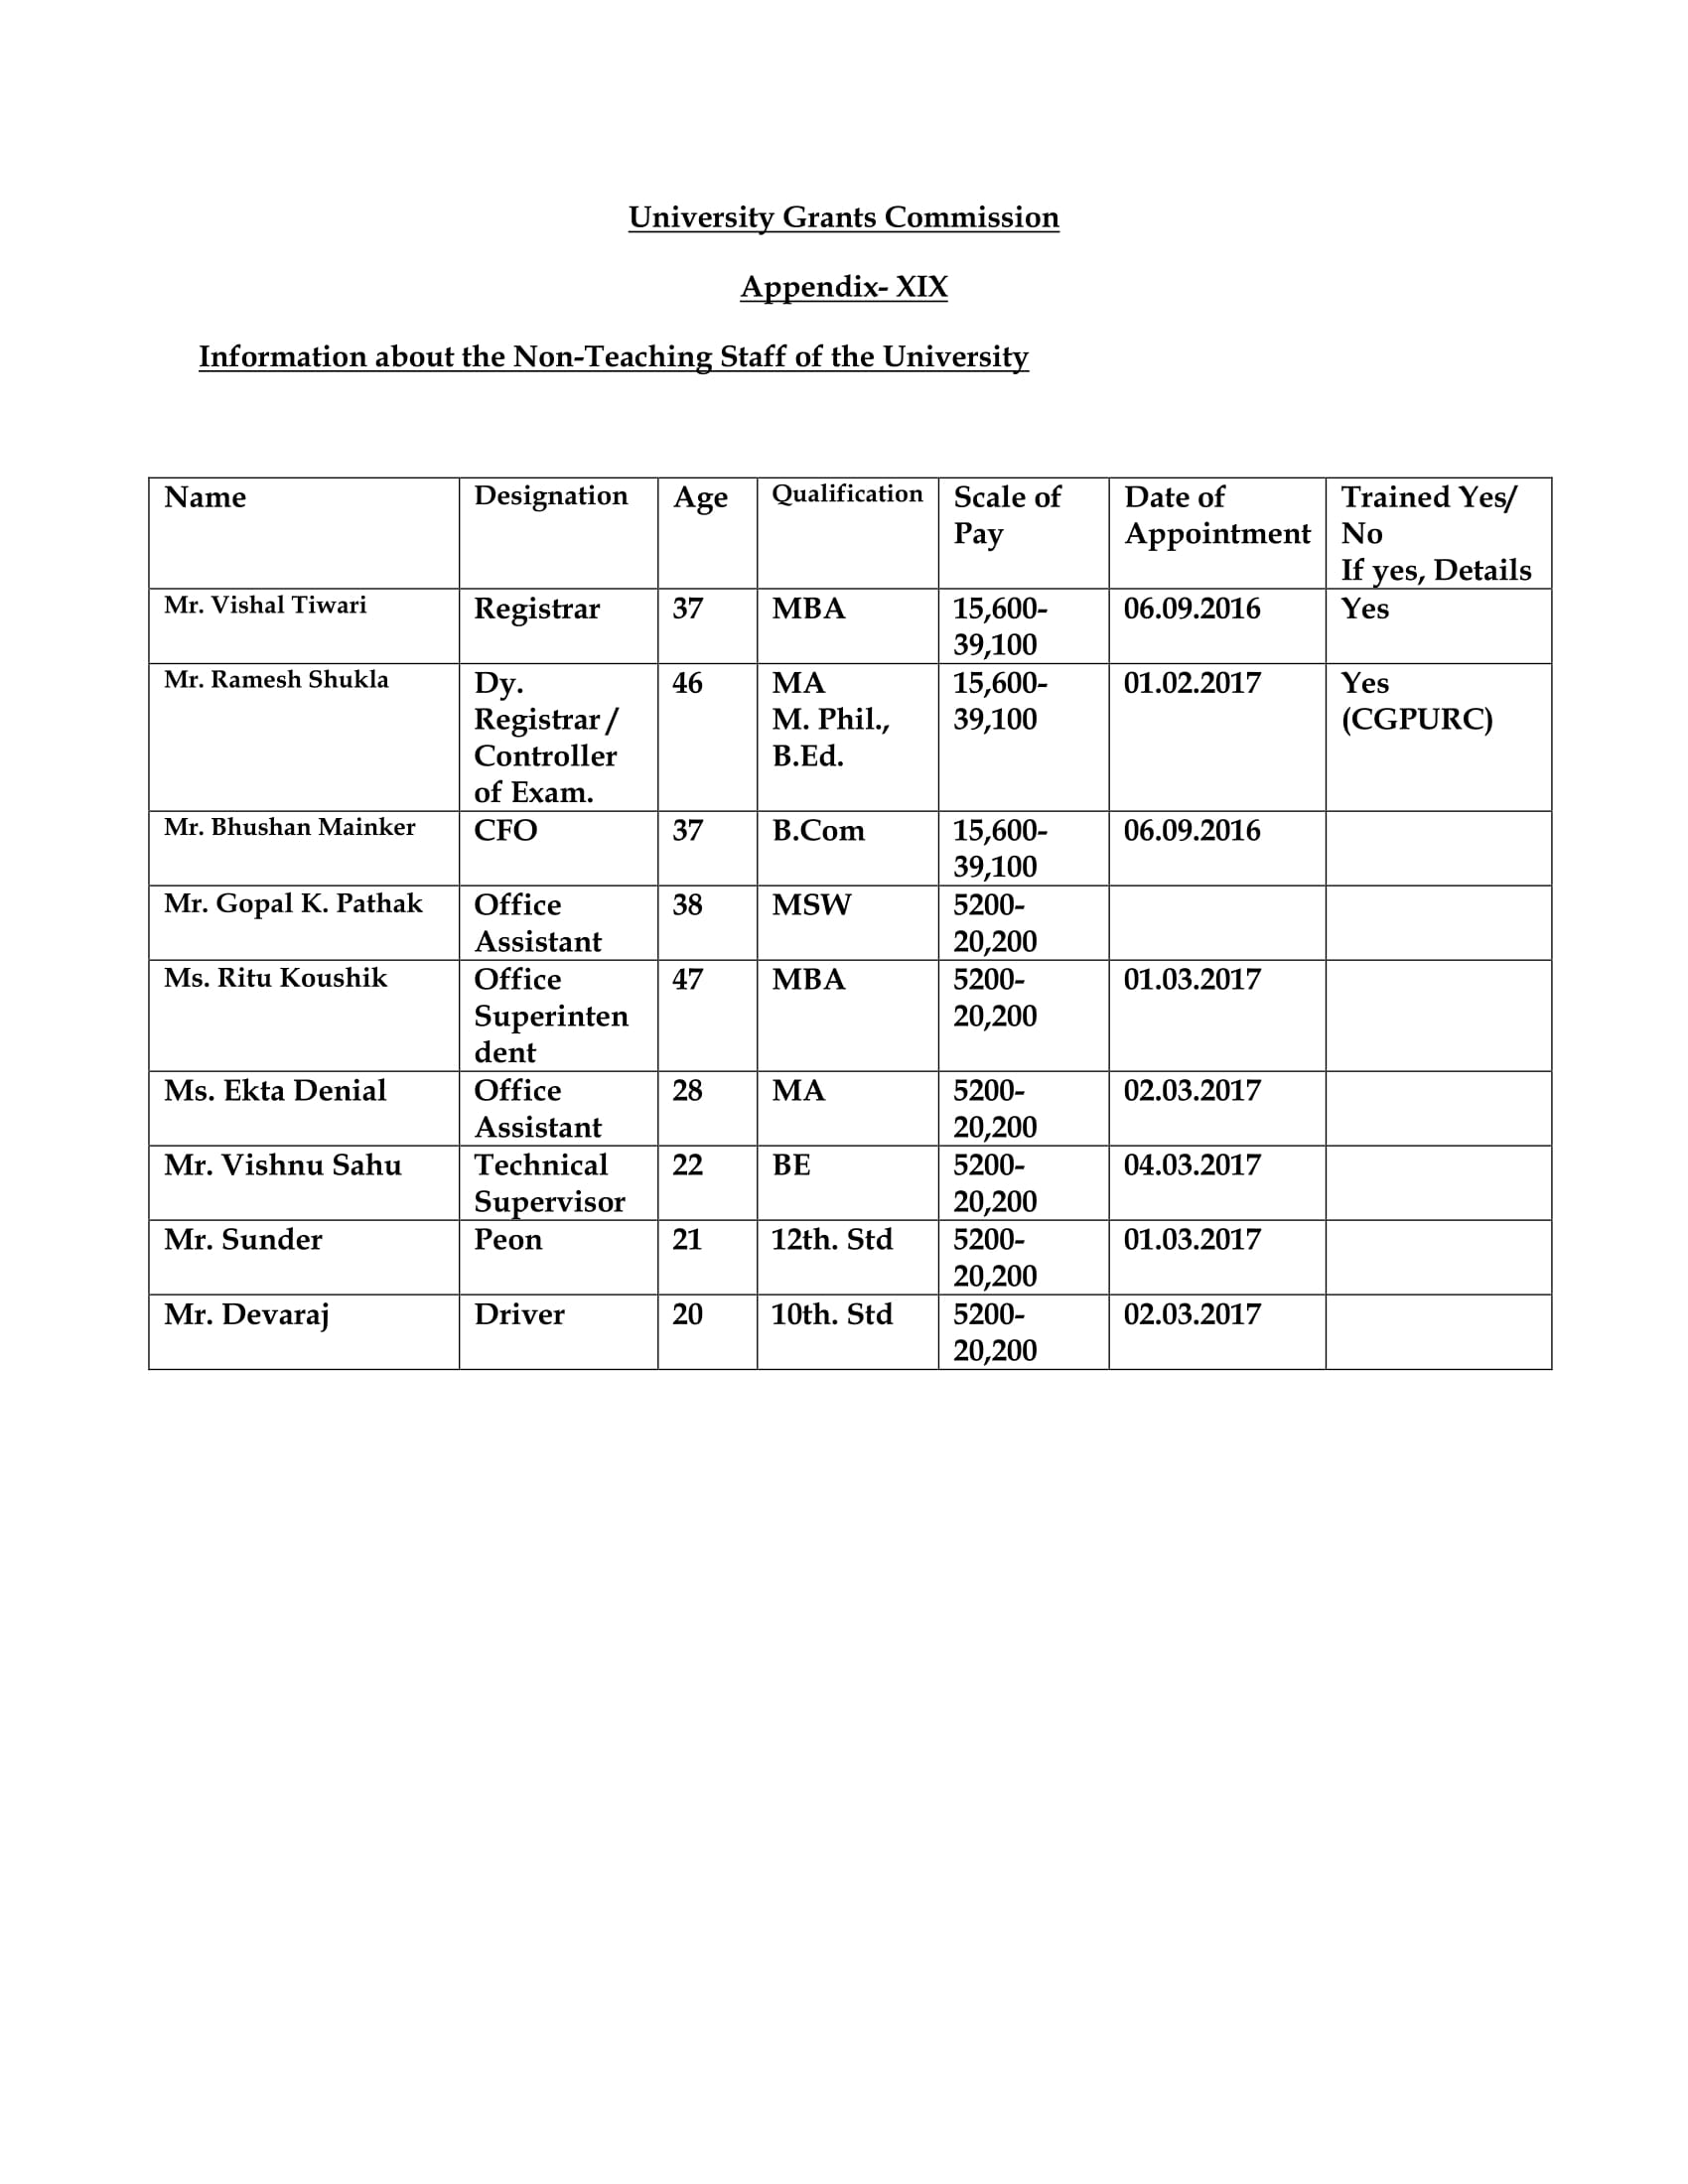 University Grants Commission
Appendix- XIX
Information about the Non-Teaching Staff of the University
Name Designation Age Qualification Scale of Date of Trained Yes/
Pay Appointment No
If yes, Details
Mr. Vishal Tiwari Registrar 37 MBA 15,600- 06.09.2016 Yes
39,100
Mr. Ramesh Shukla Dy. 46 MA 15,600- 01.02.2017 Yes
Registrar / M. Phil., 39,100 (CGPURC)
Controller B.Ed.
of Exam.
Mr. Bhushan Mainker CFO 37 B.Com 15,600- 06.09.2016
39,100
Mr. Gopal K. Pathak Office 38 MSW 5200-
Assistant 20,200
Ms. Ritu Koushik Office 47 MBA 5200- 01.03.2017
Superinten 20,200
dent
Ms. Ekta Denial Office 28 MA 5200- 02.03.2017
Assistant 20,200
Mr. Vishnu Sahu Technical 22 BE 5200- 04.03.2017
Supervisor 20,200
Mr. Sunder Peon 21 12th. Std 5200- 01.03.2017
20,200
Mr. Devaraj Driver 20 10th. Std 5200- 02.03.2017
20,200